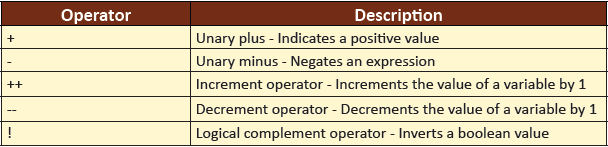 Operator Description
+ Unary plus - Indicates a positive value
- Unary minus - Negates an expression
++ Increment operator - Increments the value of a variable by 1
-- Decrement operator - Decrements the value of a variable by 1
! Logical complement operator - Inverts a boolean value